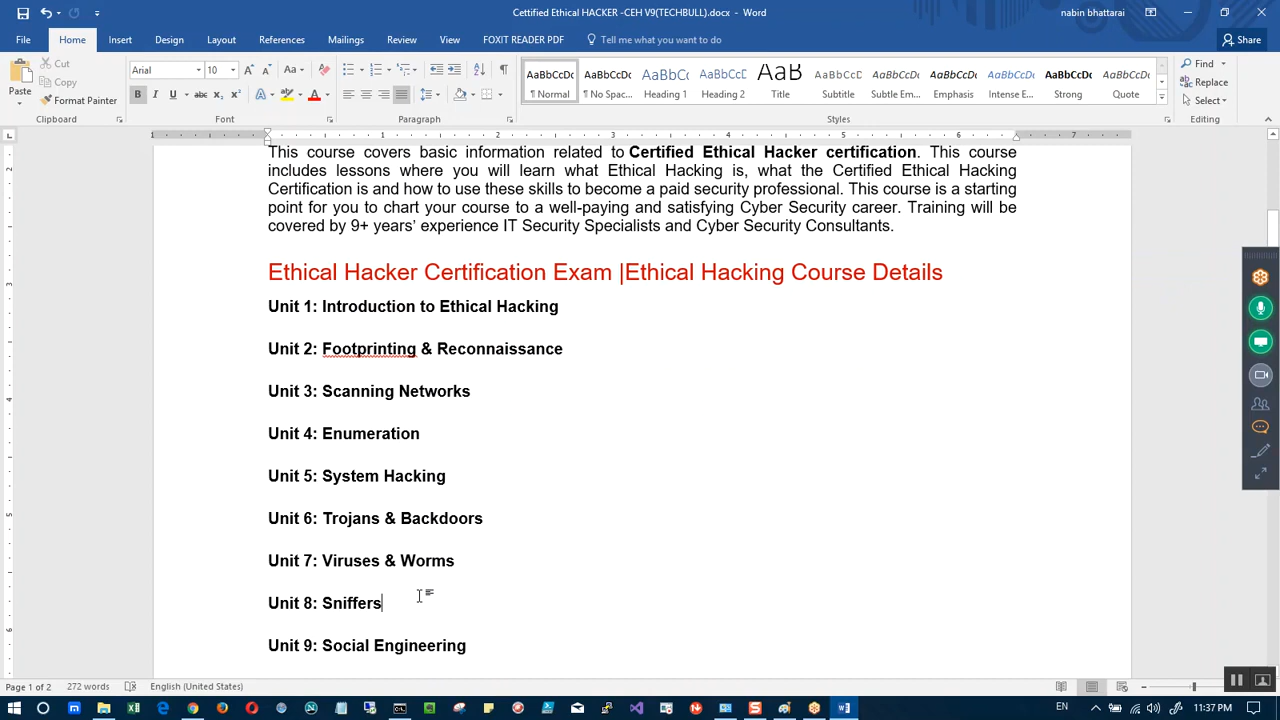 Certified Ethical HACKER -CEH V9(TECHBULL).docx - Word
nabin bhattarai
File Home Insert Design Layout References Mailings Review View FOXIT READER PDF Tell me what you want to do Share
Paste
Cut
Copy
Format Painter
Clipboard
Arial 10
Font
Paragraph
AaBbCcDc AaBbCcDc AaBbCc AaBbCcDc AaB AaBbCcDc AaBbCcDc AaBbCcDc AaBbCcDc AaBbCcDc AaBbCcDc
¶ Normal ¶ No Spac... Heading 1 Heading 2 Title Subtitle Subtle Em... Emphasis Intense E... Strong Quote
Styles
Find
Replace
Select
Editing
1 1 2 3 4 5 6 7
This course covers basic information related to Certified Ethical Hacker certification. This course
includes lessons where you will learn what Ethical Hacking is, what the Certified Ethical Hacking
Certification is and how to use these skills to become a paid security professional. This course is a starting
point for you to chart your course to a well-paying and satisfying Cyber Security career. Training will be
covered by 9+ years’ experience IT Security Specialists and Cyber Security Consultants.
Ethical Hacker Certification Exam |Ethical Hacking Course Details
Unit 1: Introduction to Ethical Hacking
Unit 2: Footprinting & Reconnaissance
Unit 3: Scanning Networks
Unit 4: Enumeration
Unit 5: System Hacking
Unit 6: Trojans & Backdoors
Unit 7: Viruses & Worms
Unit 8: Sniffers
Unit 9: Social Engineering
Page 1 of 2 272 words English (United States)
EN 11:37 PM